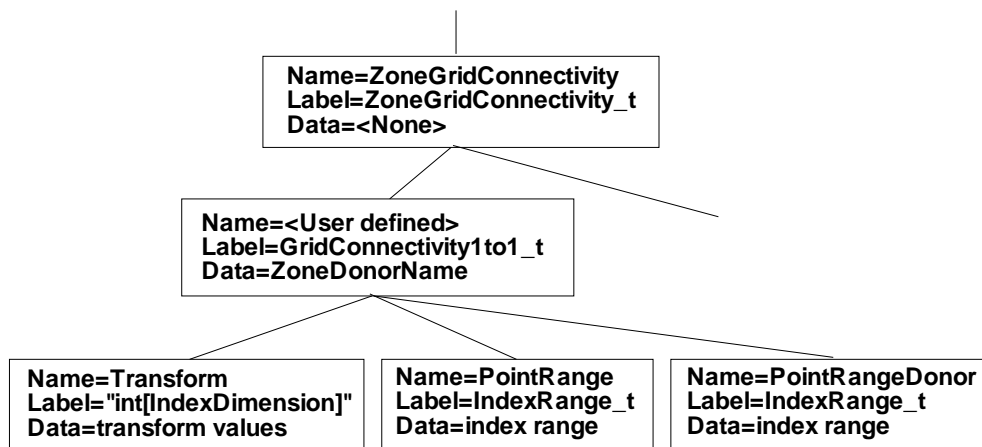 Name=ZoneGridConnectivity
Label=ZoneGridConnectivity_t
Data=<None>
Name=<User defined>
Label=GridConnectivity1to1_t
Data=ZoneDonorName
Name=Transform
Label="int[IndexDimension]"
Data=transform values
Name=PointRange
Label=IndexRange_t
Data=index range
Name=PointRangeDonor
Label=IndexRange_t
Data=index range